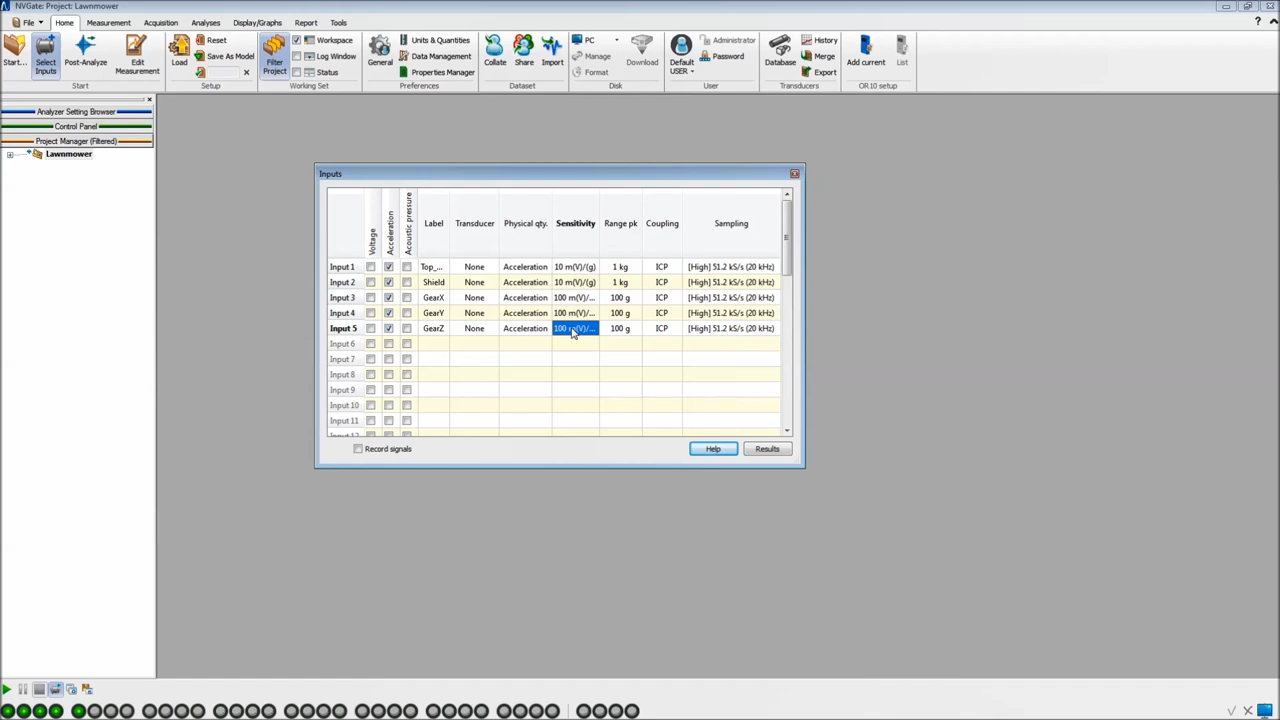 NVGate: Project: Lawnmower
File Home Measurement Acquisition Analyses Display/Graphs Report Tools
Start... Select Inputs Post-Analyze Edit Measurement
Start
Load Reset
Save As Model
Setup
Filter Project Workspace
Log Window
Status
Working Set
General Units & Quantities
Data Management
Properties Manager
Preferences
Collate Share Import
Dataset
PC
Manage
Format
Download
Disk
Default USER Administrator
Password
User
Database History
Merge
Export
Transducers
Add current List
OR10 setup
Analyzer Setting Browser
Control Panel
Project Manager (Filtered)
Lawnmower
Inputs
Voltage Acceleration Acoustic pressure Label Transducer Physical qty. Sensitivity Range pk Coupling Sampling
Input 1 Top_... None Acceleration 10 m(V)/(g) 1 kg ICP [High] 51.2 kS/s (20 kHz)
Input 2 Shield None Acceleration 10 m(V)/(g) 1 kg ICP [High] 51.2 kS/s (20 kHz)
Input 3 GearX None Acceleration 100 m(V)/... 100 g ICP [High] 51.2 kS/s (20 kHz)
Input 4 GearY None Acceleration 100 m(V)/... 100 g ICP [High] 51.2 kS/s (20 kHz)
Input 5 GearZ None Acceleration 100 m(V)/... 100 g ICP [High] 51.2 kS/s (20 kHz)
Input 6
Input 7
Input 8
Input 9
Input 10
Input 11
Input 12
Record signals Help Results